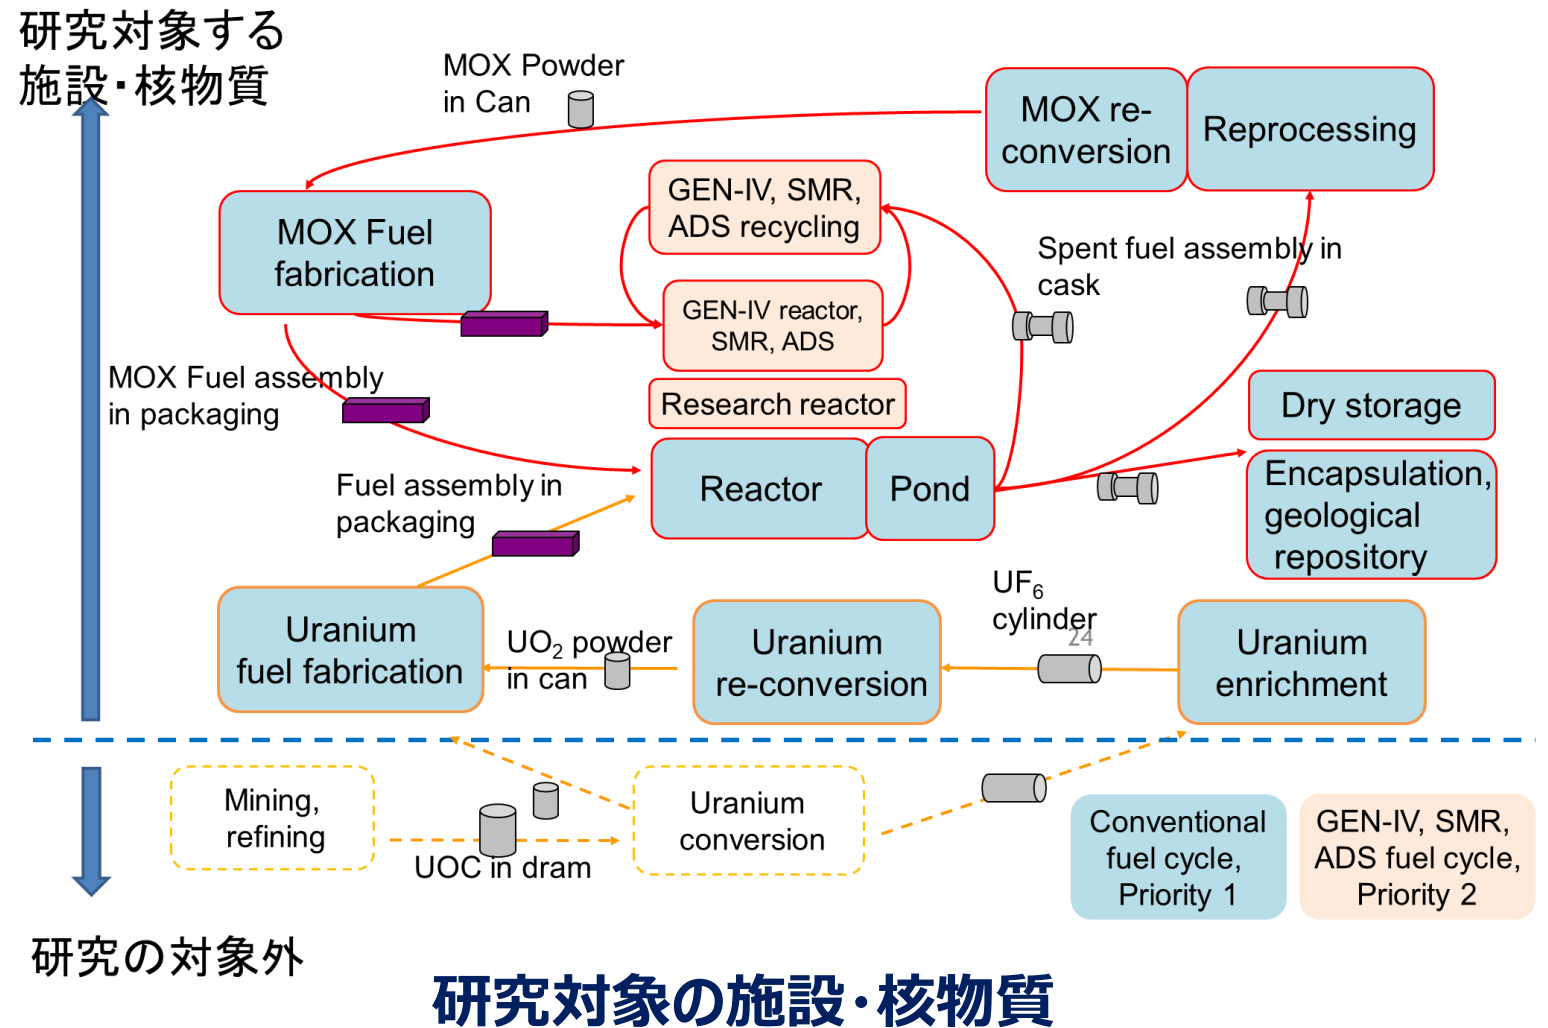 研究対象する
施設・核物質
MOX Powder
in Can
MOX re-
conversion
Reprocessing
MOX Fuel
fabrication
GEN-IV, SMR,
ADS recycling
Spent fuel assembly in
cask
GEN-IV reactor,
SMR, ADS
MOX Fuel assembly
in packaging
Research reactor
Dry storage
Reactor
Pond
Encapsulation,
geological
repository
Fuel assembly in
packaging
UF6
cylinder
24
Uranium
fuel fabrication
UO2 powder
in can
Uranium
re-conversion
Uranium
enrichment
Mining,
refining
UOC in dram
Uranium
conversion
Conventional
fuel cycle,
Priority 1
GEN-IV, SMR,
ADS fuel cycle,
Priority 2
研究の対象外
研究対象の施設・核物質